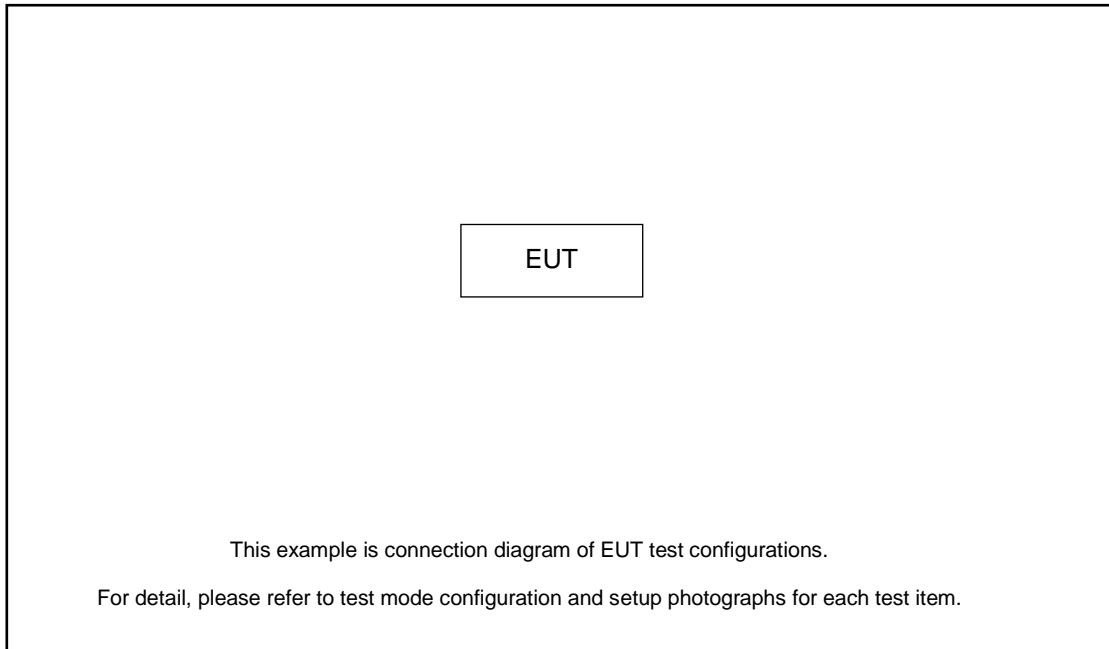 EUT
This example is connection diagram of EUT test configurations.
For detail, please refer to test mode configuration and setup photographs for each test item.